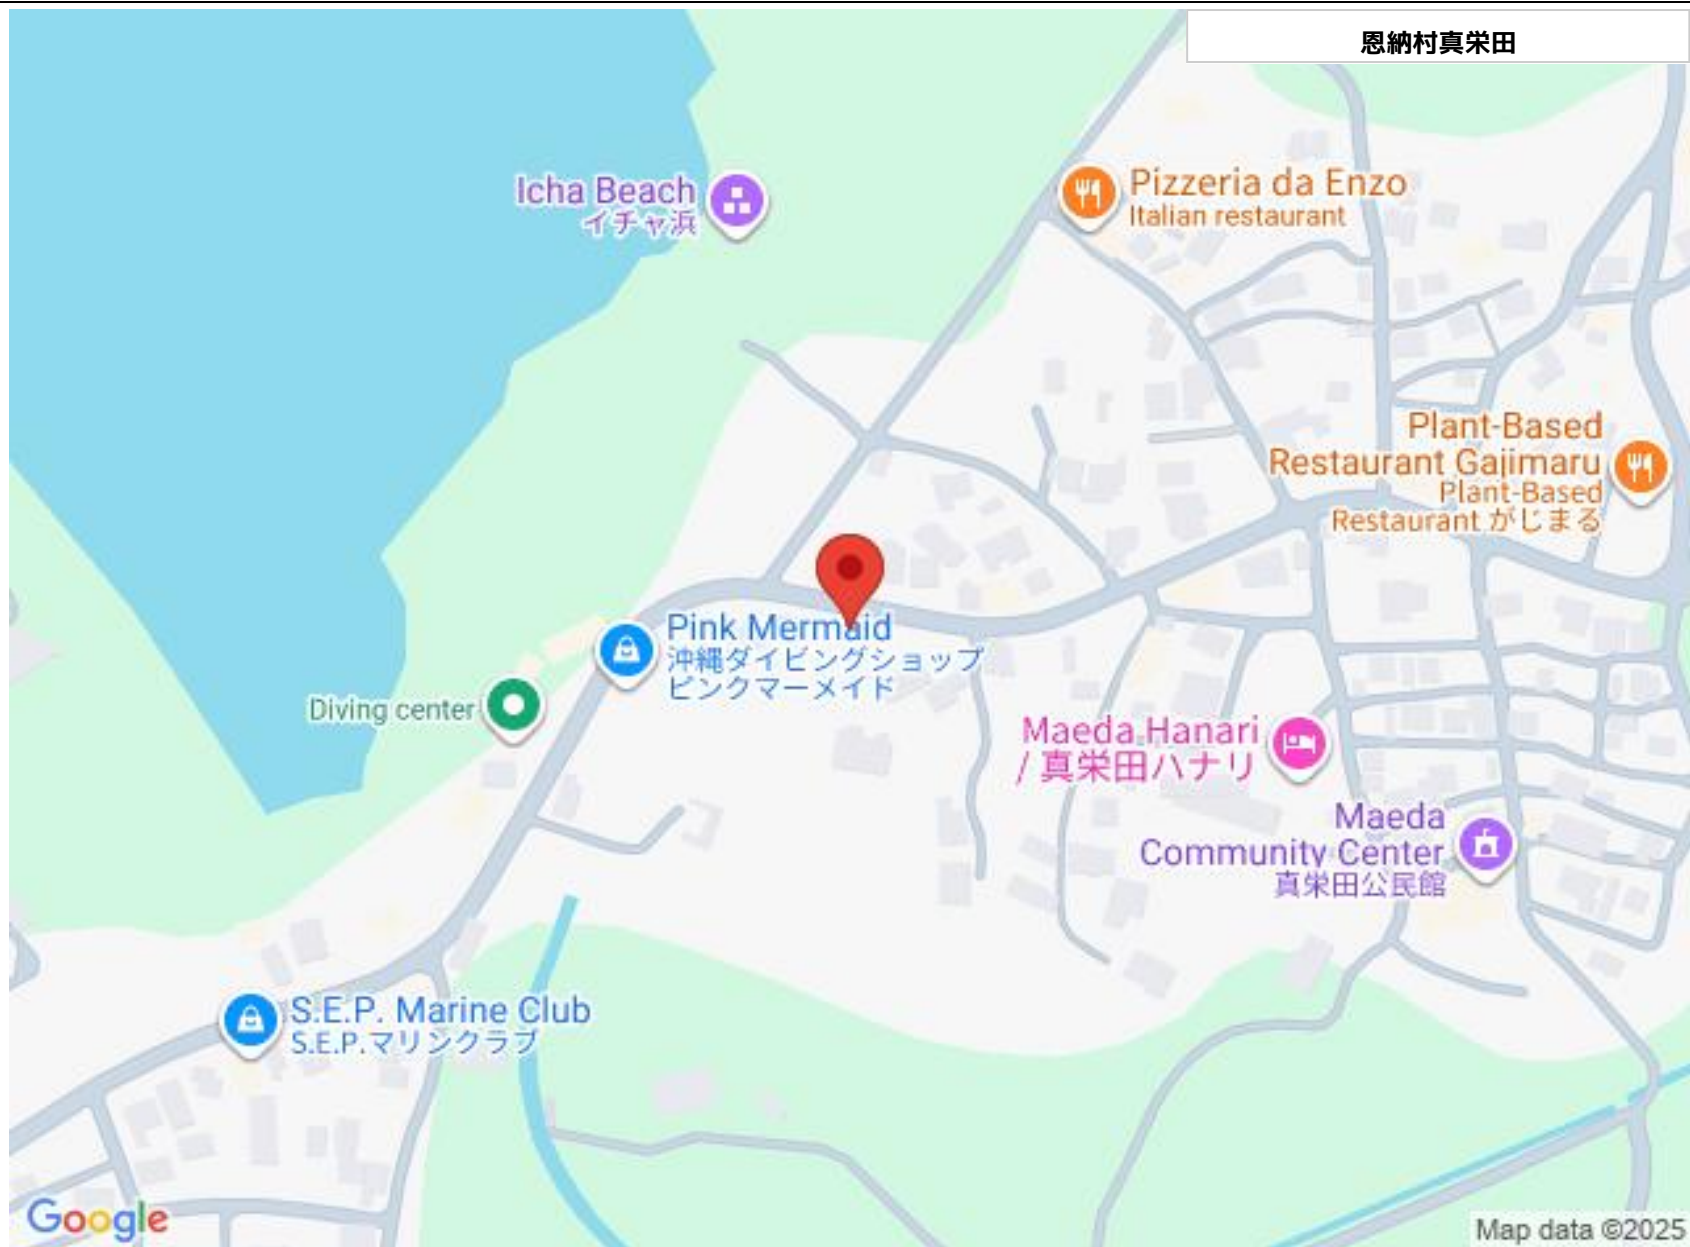 恩納村真栄田
Icha Beach
イチャ浜
Pizzeria da Enzo
Italian restaurant
Plant-Based
Restaurant Gajimaru
Plant-Based
Restaurant がじまる
Pink Mermaid
沖縄ダイビングショップ
ピンクマーメイド
Diving center
Maeda Hanari
/ 真栄田ハナリ
Maeda
Community Center
真栄田公民館
S.E.P. Marine Club
S.E.P.マリンクラブ
Google
Map data ©2025